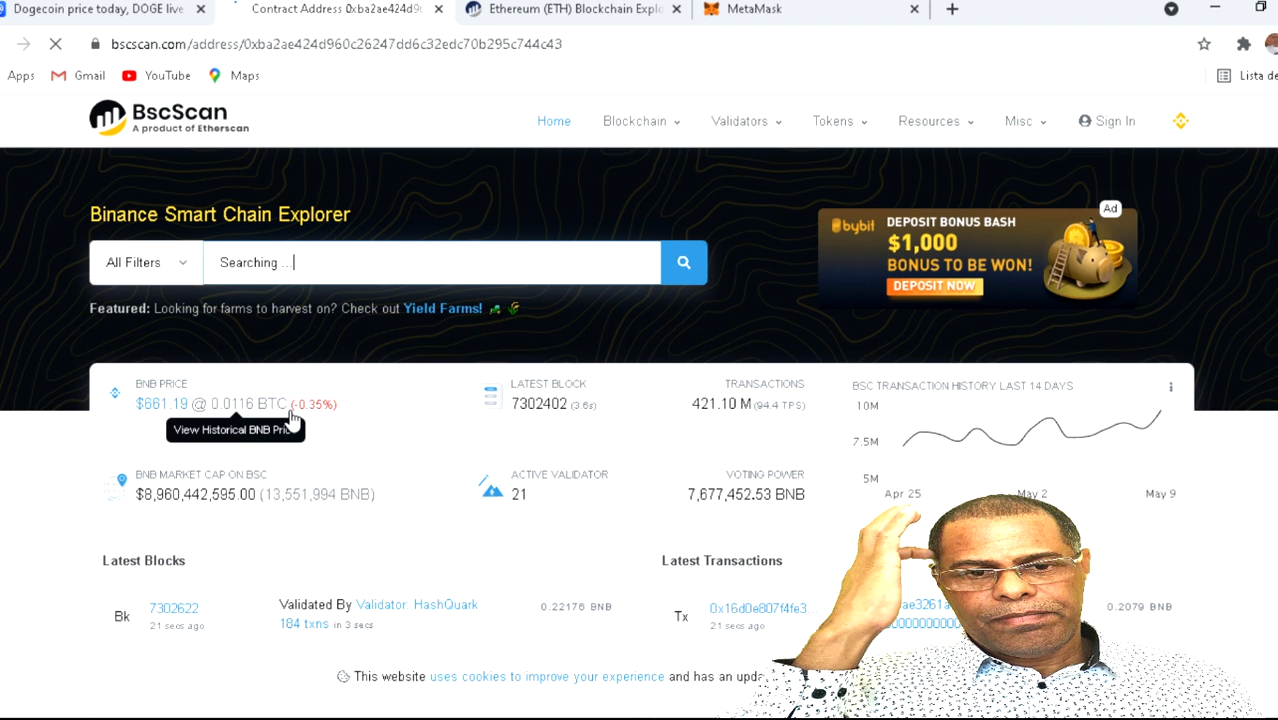 Dogecoin price today, DOGE live
Contract Address 0xba2ae424d9
Ethereum (ETH) Blockchain Explo
MetaMask
bscscan.com/address/0xba2ae424d960c26247dd6c32edc70b295c744c43
Apps Gmail YouTube Maps
Lista de
BscScan
A product of Etherscan
Home Blockchain Validators Tokens Resources Misc Sign In
Binance Smart Chain Explorer
All Filters Searching ...
Featured: Looking for farms to harvest on? Check out Yield Farms!
Ad
bybit
DEPOSIT BONUS BASH
$1,000
BONUS TO BE WON!
DEPOSIT NOW
BNB PRICE
$661.19 @ 0.0116 BTC (-0.35%)
View Historical BNB Pric
LATEST BLOCK
7302402 (3.6s)
TRANSACTIONS
421.10 M (94.4 TPS)
BSC TRANSACTION HISTORY LAST 14 DAYS
10M
7.5M
5M
Apr 25 May 2 May 9
BNB MARKET CAP ON BSC
$8,960,442,595.00 (13,551,994 BNB)
ACTIVE VALIDATOR
21
VOTING POWER
7,677,452.53 BNB
Latest Blocks
Bk
7302622
21 secs ago
Validated By Validator: HashQuark
184 txns in 3 secs
0.22176 BNB
Latest Transactions
Tx
0x16d0e807f4fe3...
21 secs ago
ae3261a
0.2079 BNB
This website uses cookies to improve your experience and has an upda